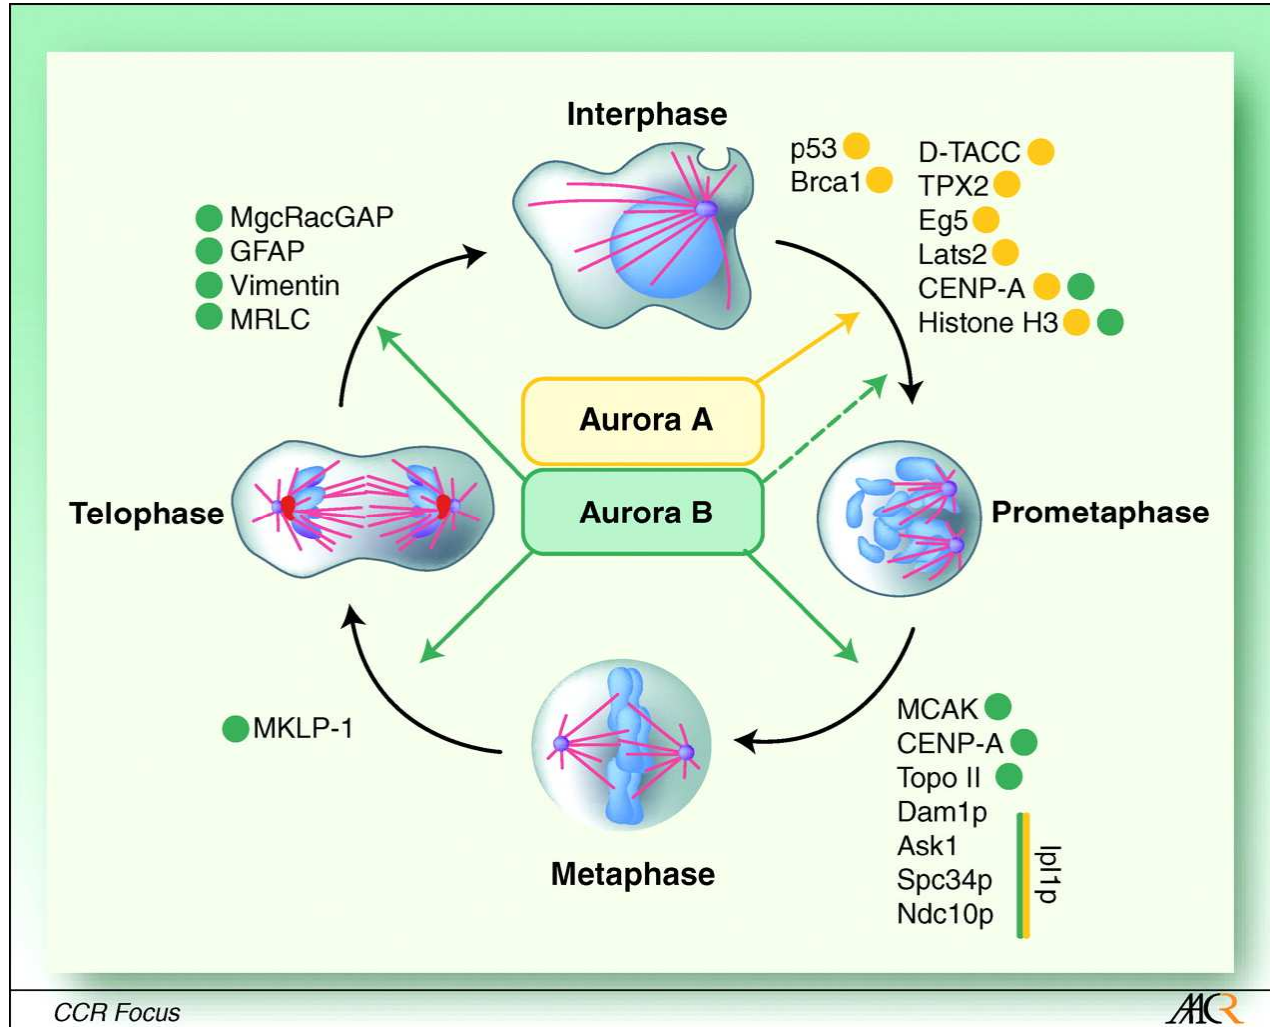 Interphase
p53
Brca1
D-TACC
TPX2
Eg5
Lats2
CENP-A
Histone H3
MgcRacGAP
GFAP
Vimentin
MRLC
Aurora A
Aurora B
Telophase
Prometaphase
MKLP-1
Metaphase
MCAK
CENP-A
Topo II
Dam1p
Ask1
Spc34p
Ndc10p
Ipl1p
CCR Focus
AACR